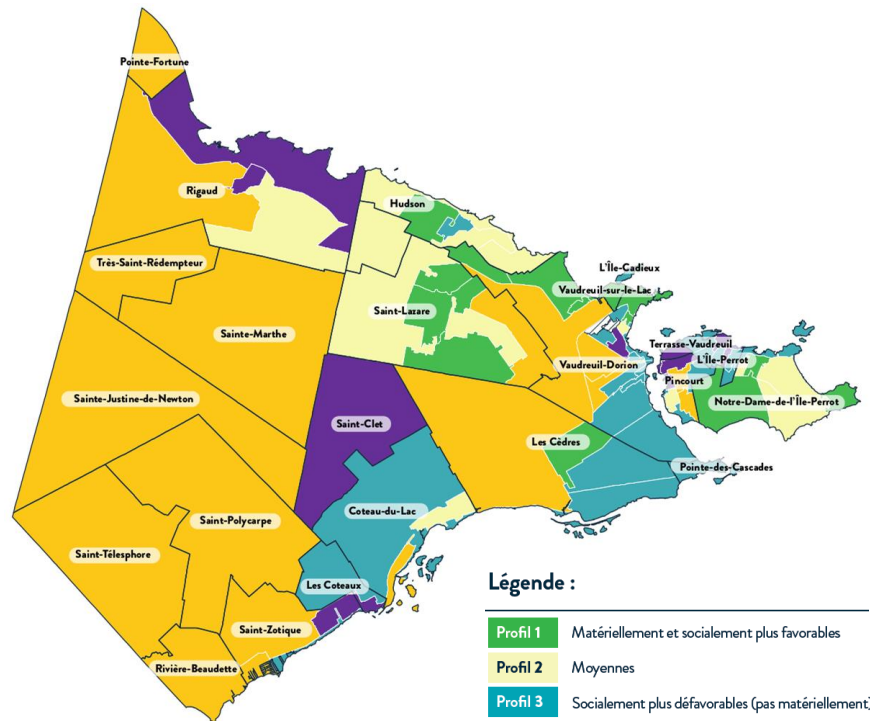 Pointe-Fortune
Rigaud
Hudson
Très-Saint-Rédempteur
L'Île-Cadieux
Vaudreuil-sur-le-Lac
Saint-Lazare
Sainte-Marthe
Terrasse-Vaudreuil
L'Île-Perrot
Vaudreuil-Dorion
Pincourt
Sainte-Justine-de-Newton
Notre-Dame-de-l'Île-Perrot
Saint-Clet
Les Cèdres
Pointe-des-Cascades
Coteau-du-Lac
Saint-Polycarpe
Saint-Télesphore
Les Coteaux
Saint-Zotique
Rivière-Beaudette
Légende :
Profil 1 Matériellement et socialement plus favorables
Profil 2 Moyennes
Profil 3 Socialement plus défavorables (pas matériellement)